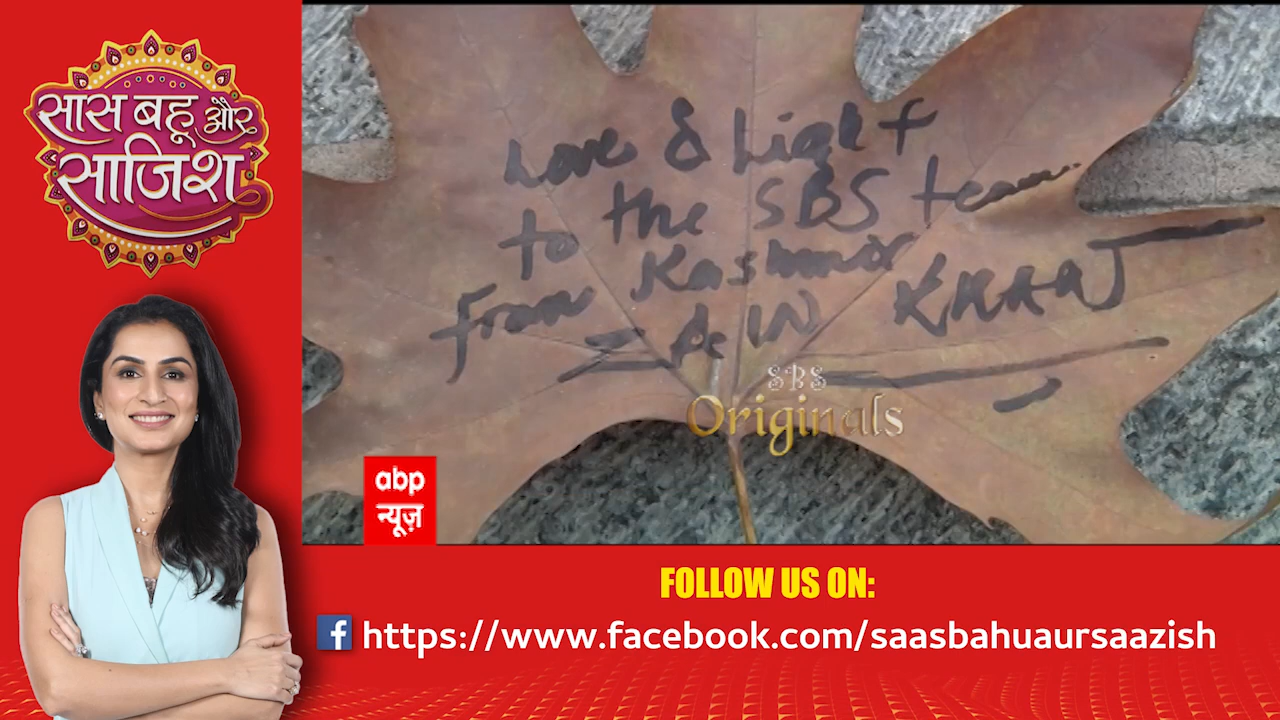 सास बहू और
साजिश
Love & Light
to the SBS team
from Kashmir
SBS
Originals
abp
न्यूज़
FOLLOW US ON:
f https://www.facebook.com/saasbahuaursaazish